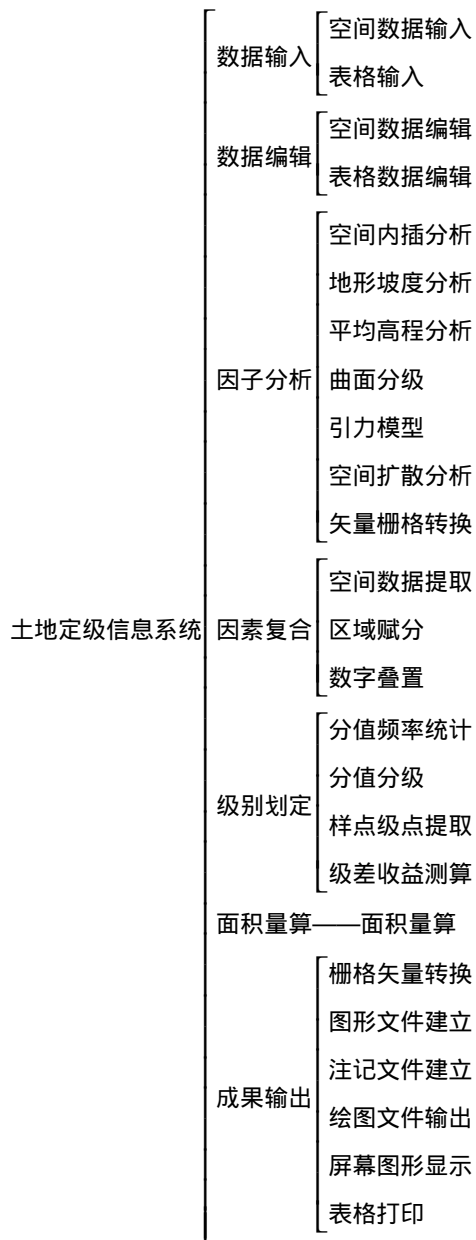 土地定级信息系统
数据输入
空间数据输入
表格输入
数据编辑
空间数据编辑
表格数据编辑
因子分析
空间内插分析
地形坡度分析
平均高程分析
曲面分级
引力模型
空间扩散分析
矢量栅格转换
因素复合
空间数据提取
区域赋分
数字叠置
级别划定
分值频率统计
分值分级
样点级点提取
级差收益测算
面积量算——面积量算
成果输出
栅格矢量转换
图形文件建立
注记文件建立
绘图文件输出
屏幕图形显示
表格打印